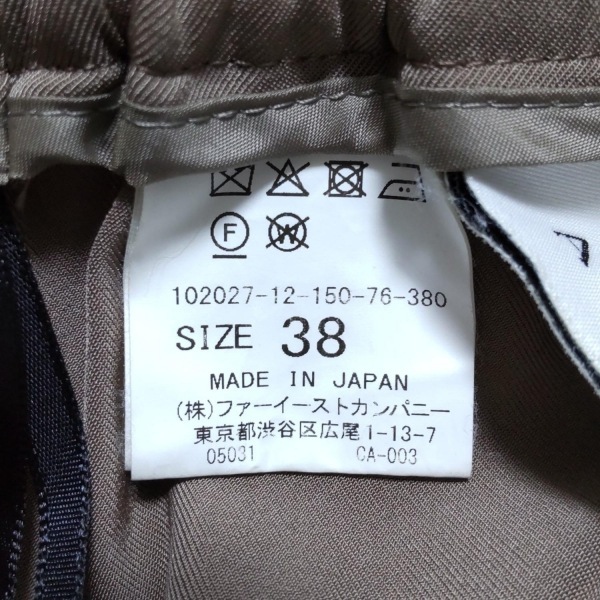 F W
102027-12-150-76-380
SIZE 38
MADE IN JAPAN
(株)ファーイーストカンパニー
東京都渋谷区広尾1-13-7
05031 CA-003